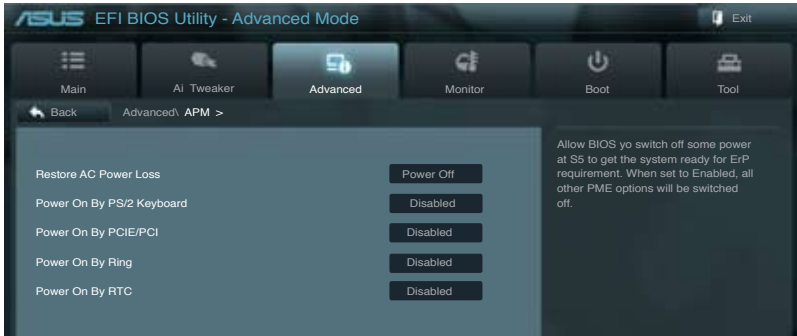 ASUS EFI BIOS Utility - Advanced Mode
Exit
Main
Ai Tweaker
Advanced
Monitor
Boot
Tool
Back
Advanced\ APM >
Restore AC Power Loss
Power Off
Power On By PS/2 Keyboard
Disabled
Power On By PCIE/PCI
Disabled
Power On By Ring
Disabled
Power On By RTC
Disabled
Allow BIOS yo switch off some power
at S5 to get the system ready for ErP
requirement. When set to Enabled, all
other PME options will be switched
off.